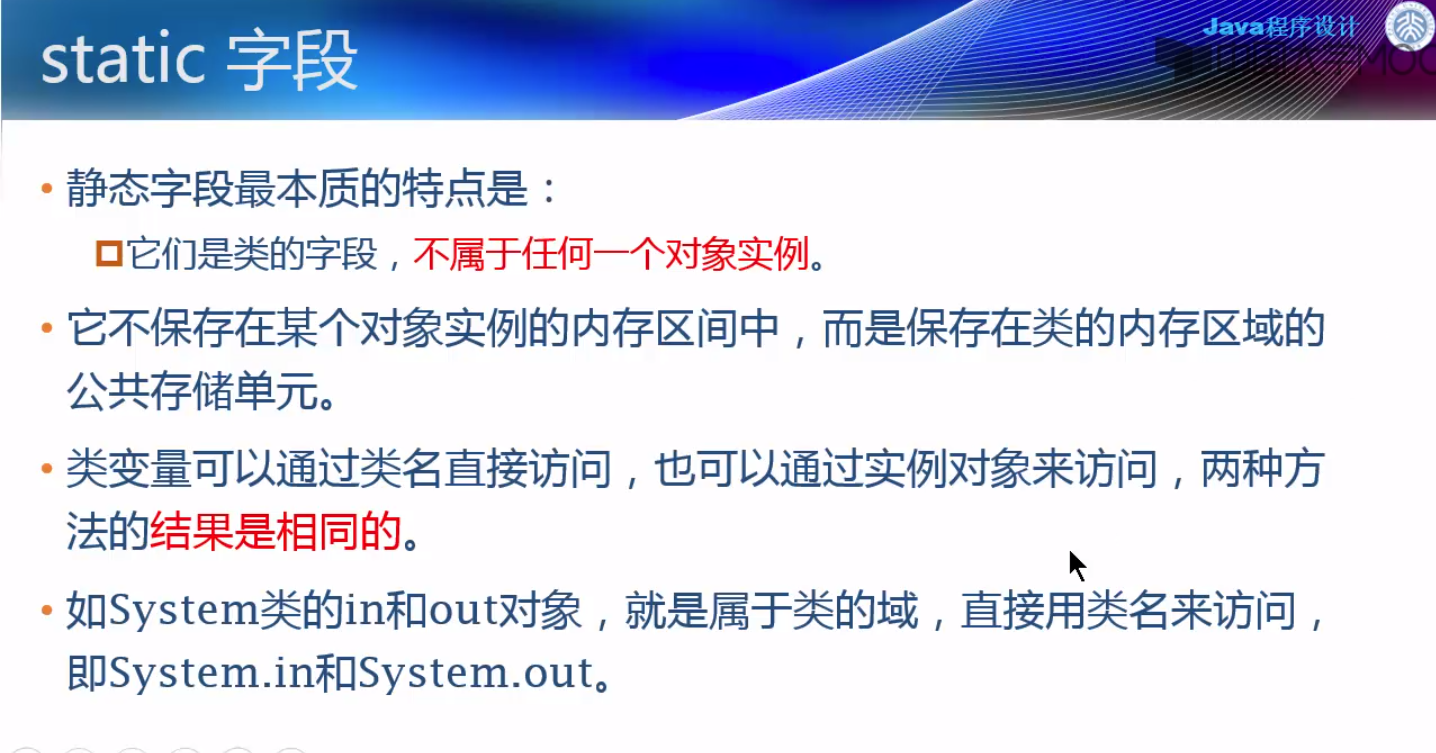 Java程序设计
static 字段
• 静态字段最本质的特点是：
它们是类的字段，不属于任何一个对象实例。
• 它不保存在某个对象实例的内存区间中，而是保存在类的内存区域的
公共存储单元。
• 类变量可以通过类名直接访问，也可以通过实例对象来访问，两种方
法的结果是相同的。
• 如System类的in和out对象，就是属于类的域，直接用类名来访问，
即System.in和System.out。